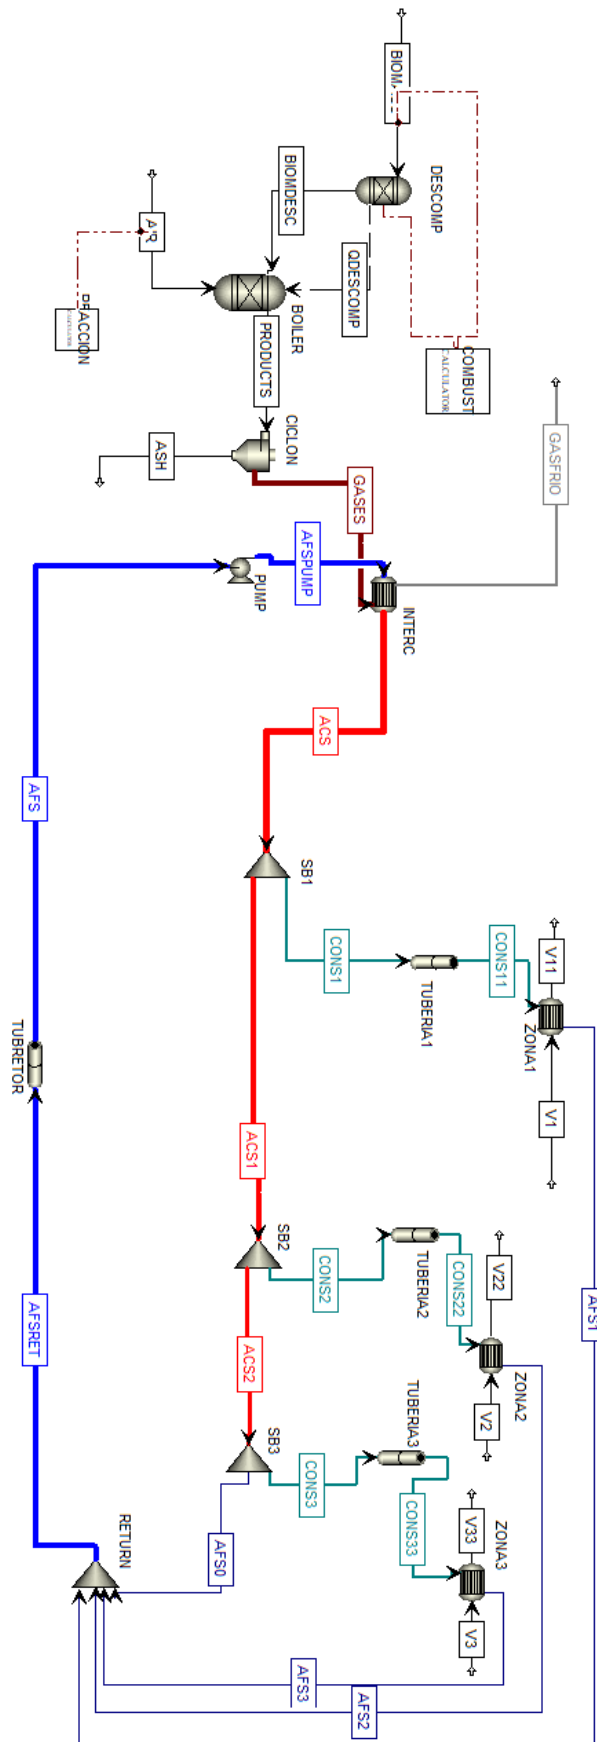 BIOM
DESCOMP
BIOMDESC
QDESCOMP
AIR
BOILER
COMBUST
CALCULATOR
CALCULATOR
PRODUCTS
CICLON
ASH
GASES
GASFRIO
AFSPUMP
PUMP
INTERC
ACS
AFS
SB1
CONS1
TUBERIA1
CONS11
ZONA1
V11
V1
TUBRETOR
ACS1
SB2
CONS2
TUBERIA2
CONS22
ZONA2
V22
V2
AFS1
AFSRET
ACS2
SB3
CONS3
TUBERIA3
CONS33
ZONA3
V33
V3
AFS0
RETURN
AFS3
AFS2